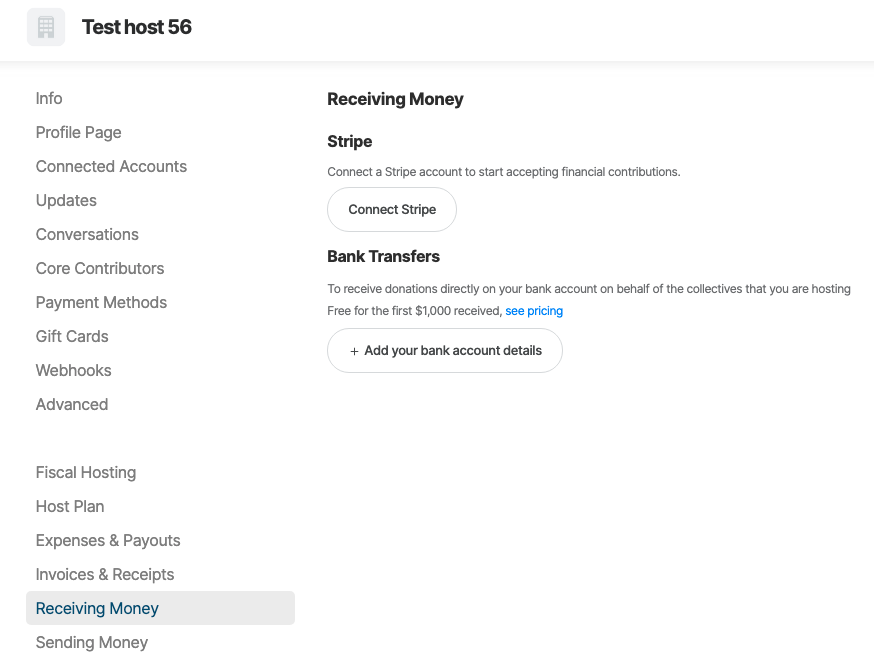 Test host 56
Info
Profile Page
Connected Accounts
Updates
Conversations
Core Contributors
Payment Methods
Gift Cards
Webhooks
Advanced
Fiscal Hosting
Host Plan
Expenses & Payouts
Invoices & Receipts
Receiving Money
Sending Money
Receiving Money
Stripe
Connect a Stripe account to start accepting financial contributions.
Connect Stripe
Bank Transfers
To receive donations directly on your bank account on behalf of the collectives that you are hosting
Free for the first $1,000 received, see pricing
+ Add your bank account details